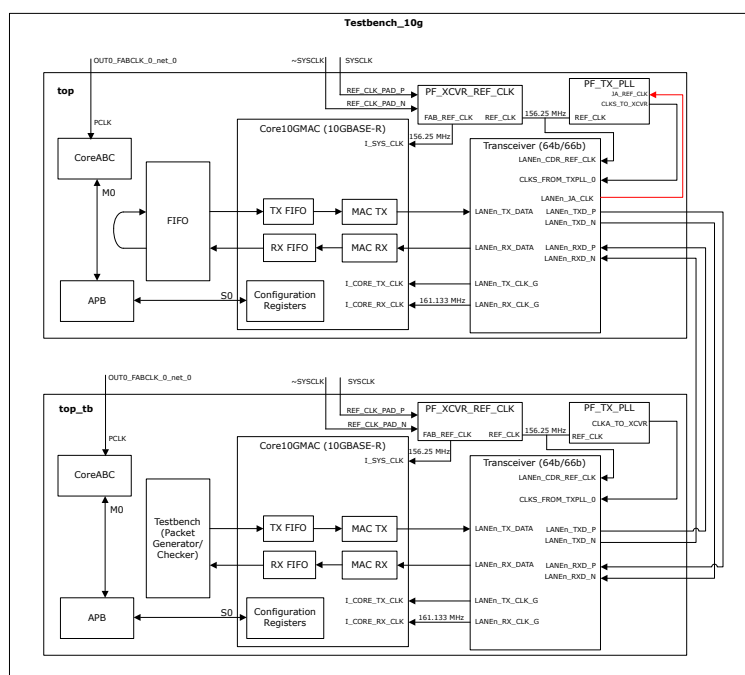 Testbench_10g
OUT0_FABCLK_0_net_0
~SYSCLK
SYSCLK
top
REF_CLK_PAD_P
REF_CLK_PAD_N
PF_XCVR_REF_CLK
FAB_REF_CLK
REF_CLK
156.25 MHz
PF_TX_PLL
JA_REF_CLK
CLKS_TO_XCVR
REF_CLK
PCLK
CoreABC
M0
APB
FIFO
Core10GMAC (10GBASE-R)
I_SYS_CLK
156.25 MHz
TX FIFO
MAC TX
RX FIFO
MAC RX
I_CORE_TX_CLK
I_CORE_RX_CLK
S0
Configuration
Registers
161.133 MHz
Transceiver (64b/66b)
LANEn_CDR_REF_CLK
CLKS_FROM_TXPLL_0
LANEn_JA_CLK
LANEn_TX_DATA
LANEn_TXD_P
LANEn_TXD_N
LANEn_RX_DATA
LANEn_RXD_P
LANEn_RXD_N
LANEn_TX_CLK_G
LANEn_RX_CLK_G
OUT0_FABCLK_0_net_0
~SYSCLK
SYSCLK
top_tb
REF_CLK_PAD_P
REF_CLK_PAD_N
PF_XCVR_REF_CLK
FAB_REF_CLK
REF_CLK
156.25 MHz
PF_TX_PLL
CLKA_TO_XCVR
REF_CLK
PCLK
CoreABC
M0
APB
Testbench
(Packet
Generator/
Checker)
Core10GMAC (10GBASE-R)
I_SYS_CLK
156.25 MHz
TX FIFO
MAC TX
RX FIFO
MAC RX
I_CORE_TX_CLK
I_CORE_RX_CLK
S0
Configuration
Registers
161.133 MHz
Transceiver (64b/66b)
LANEn_CDR_REF_CLK
CLKS_FROM_TXPLL_0
LANEn_TX_DATA
LANEn_TXD_P
LANEn_TXD_N
LANEn_RX_DATA
LANEn_RXD_P
LANEn_RXD_N
LANEn_TX_CLK_G
LANEn_RX_CLK_G